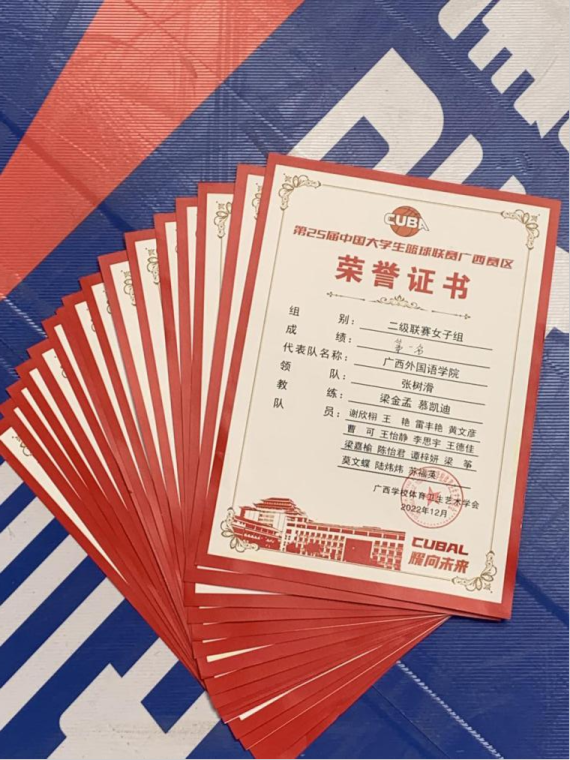 CUBA
第25届中国大学生篮球联赛广西赛区
荣誉证书
组 别： 二级联赛女子组
成 绩： 第一名
代表队名称： 广西外国语学院
领 队： 张树滑
教 练： 梁金孟 慕凯迪
队 员： 谢欣栩 王 艳 雷丰艳 黄文彦
曹 可 王怡静 李思宇 王德佳
梁嘉榆 陈怡君 谭梓妍 梁 筝
莫文蝶 陆炜炜 苏福英
广西学校体育卫生艺术学会
2022年12月
CUBAL
照向未来